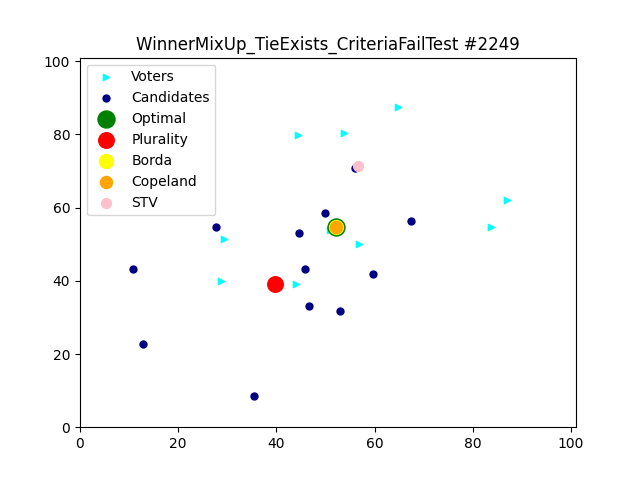 WinnerMixUp_TieExists_CriteriaFailTest #2249
Voters
Candidates
Optimal
Plurality
Borda
Copeland
STV
100
80
60
40
20
0
0 20 40 60 80 100